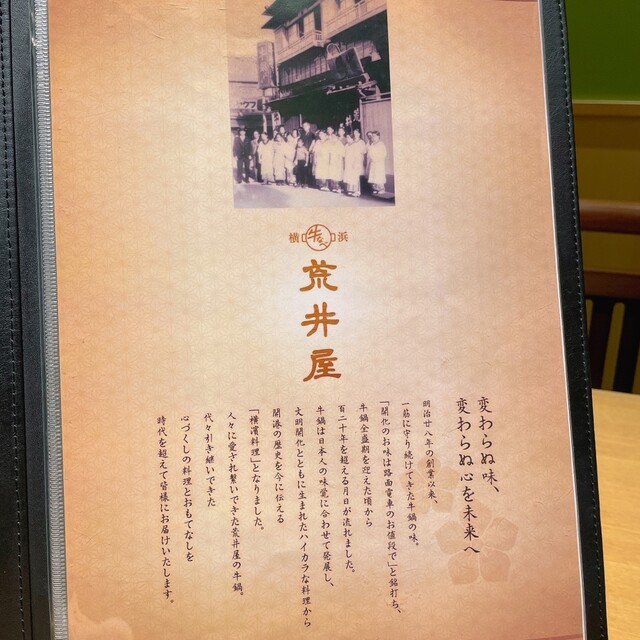 横浜
荒井屋
変わらぬ味、
変わらぬ心を未来へ
明治廿八年の創業以来、
一筋に守り続けてきた牛鍋の味。
「開化のお味は路面電車のお値段で」と銘打ち、
牛鍋全盛期を迎えた頃から
百二十年を超える月日が流れました。
牛鍋は日本人の味覚に合わせて発展し、
文明開化とともに生まれたハイカラな料理から
開港の歴史を今に伝える
「横濱料理」となりました。
人々に愛され繋いできた荒井屋の牛鍋。
代々引き継いできた
心づくしの料理とおもてなしを
時代を超えて皆様にお届けいたします。